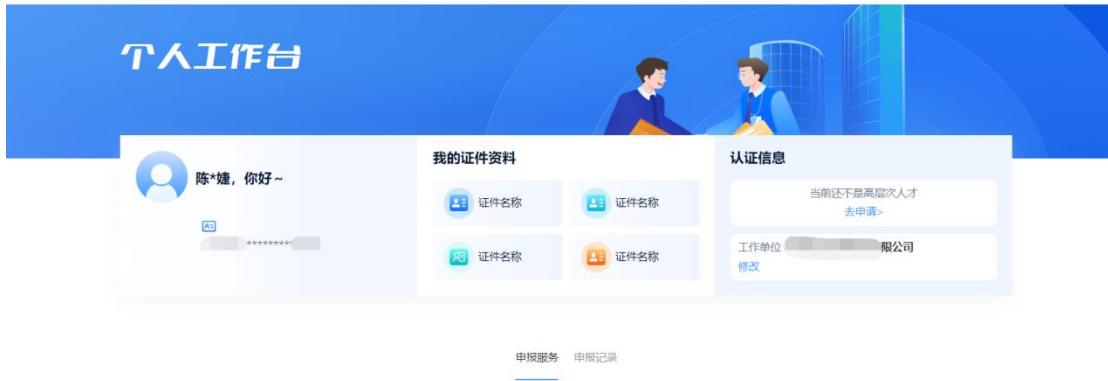 个人工作台
陈*婕，你好~
*********
我的证件资料
证件名称
证件名称
证件名称
证件名称
认证信息
当前还不是高层次人才
去申请>
工作单位 限公司
修改
申报服务 申报记录